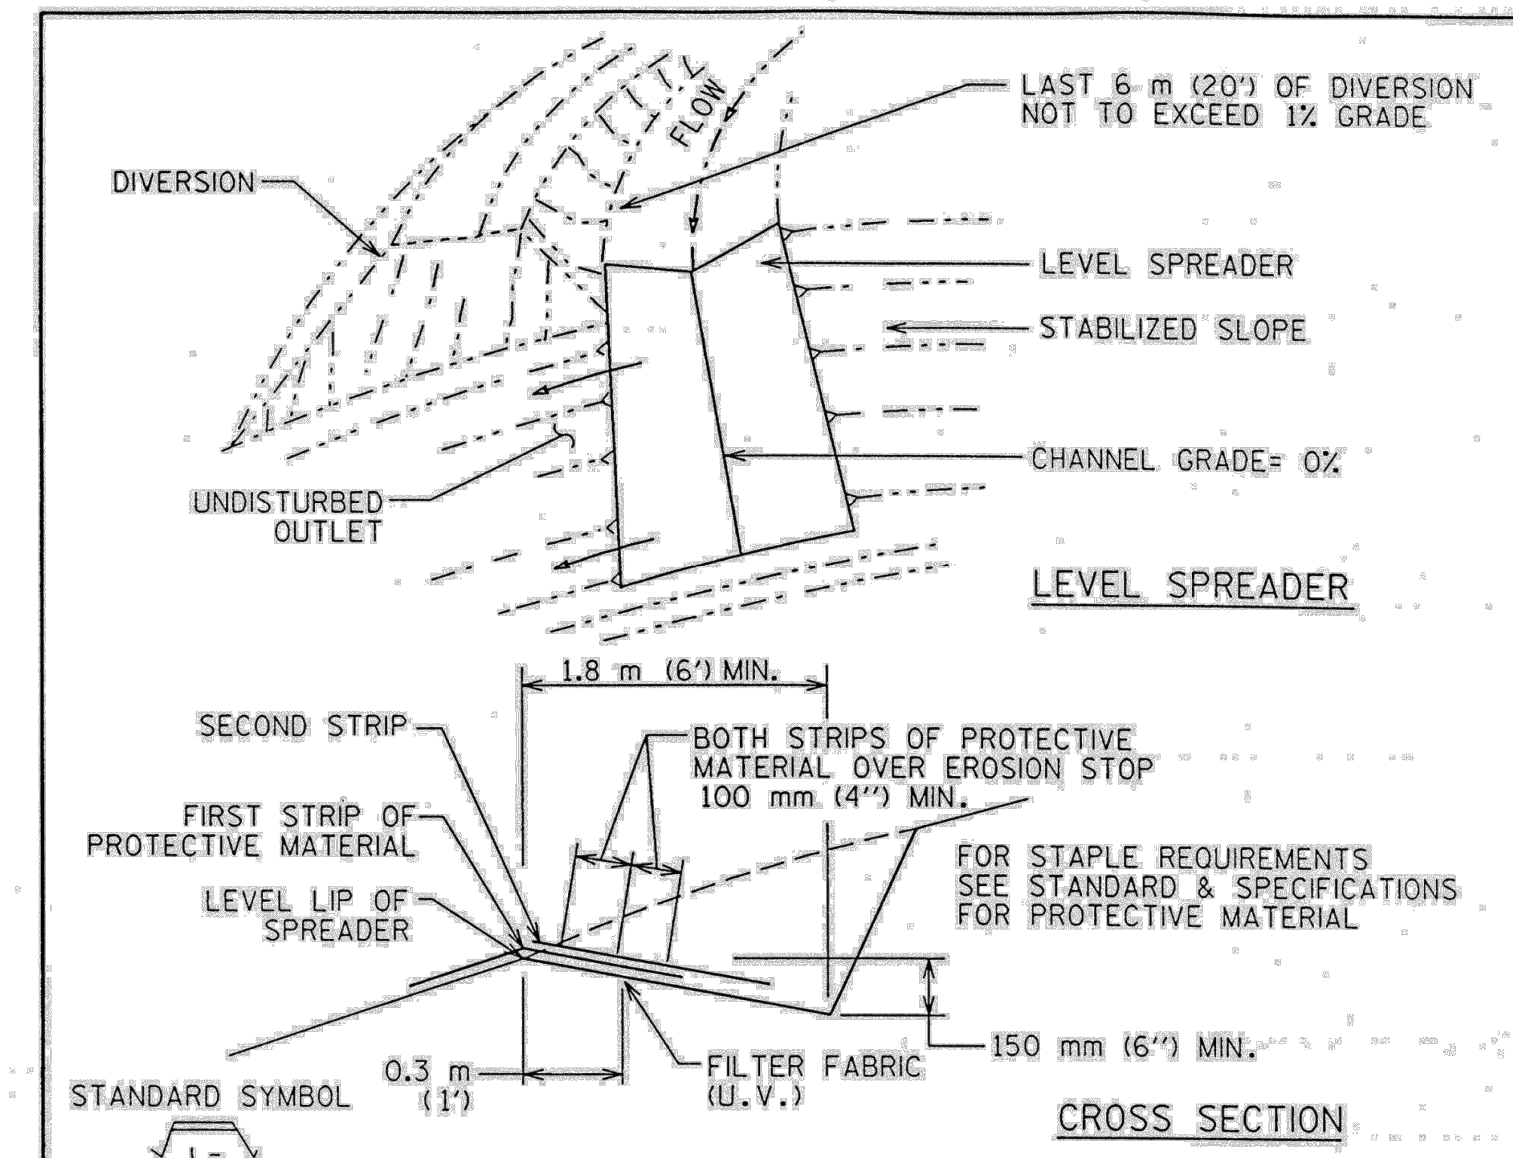 LAST 6 m (20') OF DIVERSION
NOT TO EXCEED 1% GRADE
FLOW
DIVERSION
LEVEL SPREADER
STABILIZED SLOPE
CHANNEL GRADE= 0%
UNDISTURBED
OUTLET
LEVEL SPREADER
1.8 m (6') MIN.
SECOND STRIP
BOTH STRIPS OF PROTECTIVE
MATERIAL OVER EROSION STOP
100 mm (4'') MIN.
FIRST STRIP OF
PROTECTIVE MATERIAL
FOR STAPLE REQUIREMENTS
SEE STANDARD & SPECIFICATIONS
FOR PROTECTIVE MATERIAL
LEVEL LIP OF
SPREADER
150 mm (6'') MIN.
0.3 m
(1')
FILTER FABRIC
(U.V.)
STANDARD SYMBOL
CROSS SECTION